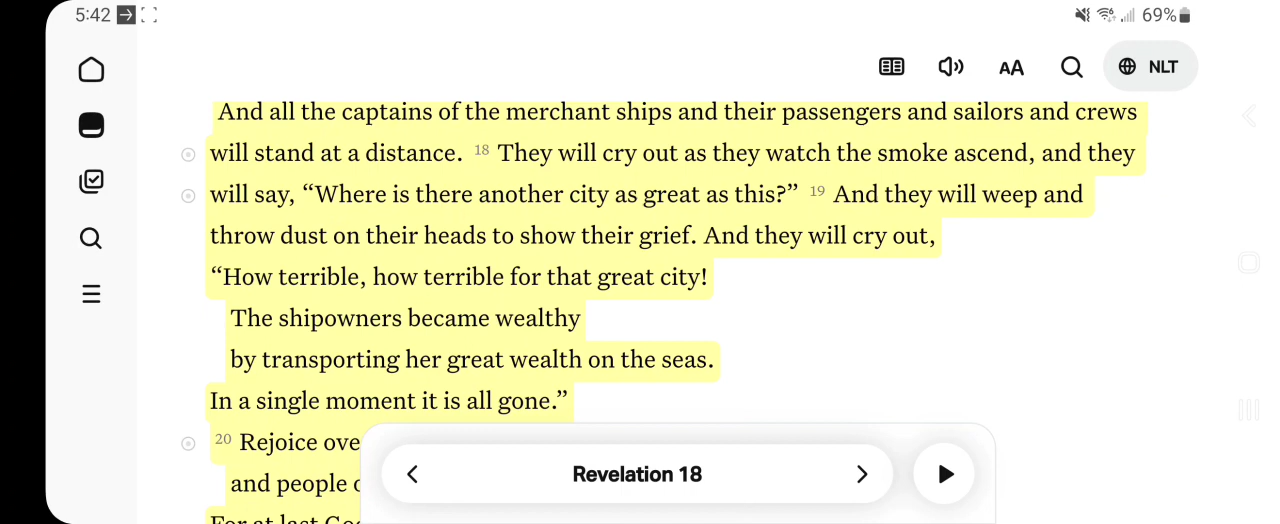 5:42
69%
AA
NLT
And all the captains of the merchant ships and their passengers and sailors and crews
will stand at a distance. 18 They will cry out as they watch the smoke ascend, and they
will say, “Where is there another city as great as this?” 19 And they will weep and
throw dust on their heads to show their grief. And they will cry out,
“How terrible, how terrible for that great city!
The shipowners became wealthy
by transporting her great wealth on the seas.
In a single moment it is all gone.”
20 Rejoice ove
and people
For at last
Revelation 18